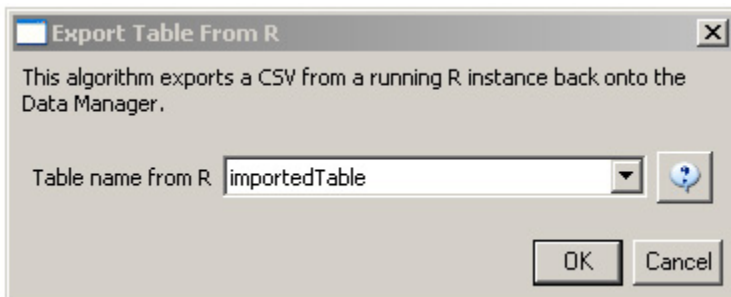 Export Table From R
This algorithm exports a CSV from a running R instance back onto the
Data Manager.
Table name from R importedTable
OK Cancel